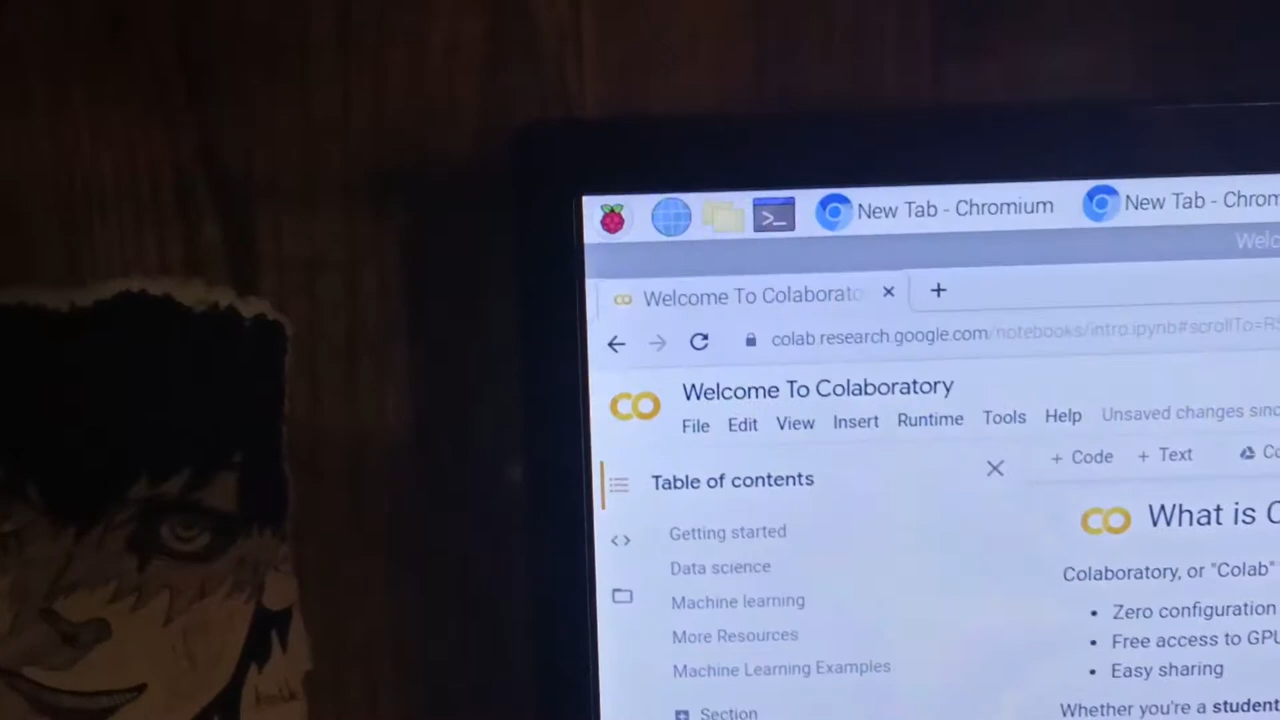 New Tab - Chromium
New Tab - Chrom
Welc
Welcome To Colaborato
colab.research.google.com/notebooks/intro.ipynb#scrollTo=
CO Welcome To Colaboratory
File Edit View Insert Runtime Tools Help Unsaved changes sinc
Table of contents
+ Code + Text Co
Getting started
Data science
Machine learning
More Resources
Machine Learning Examples
Section
CO What is C
Colaboratory, or "Colab"
• Zero configuration
• Free access to GPU
• Easy sharing
Whether you're a student